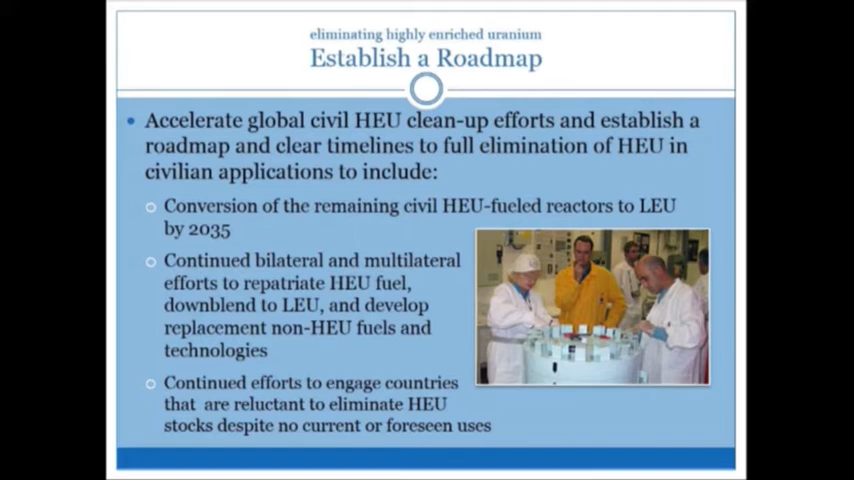 eliminating highly enriched uranium
Establish a Roadmap
Accelerate global civil HEU clean-up efforts and establish a
roadmap and clear timelines to full elimination of HEU in
civilian applications to include:
Conversion of the remaining civil HEU-fueled reactors to LEU
by 2035
Continued bilateral and multilateral
efforts to repatriate HEU fuel,
downblend to LEU, and develop
replacement non-HEU fuels and
technologies
Continued efforts to engage countries
that are reluctant to eliminate HEU
stocks despite no current or foreseen uses